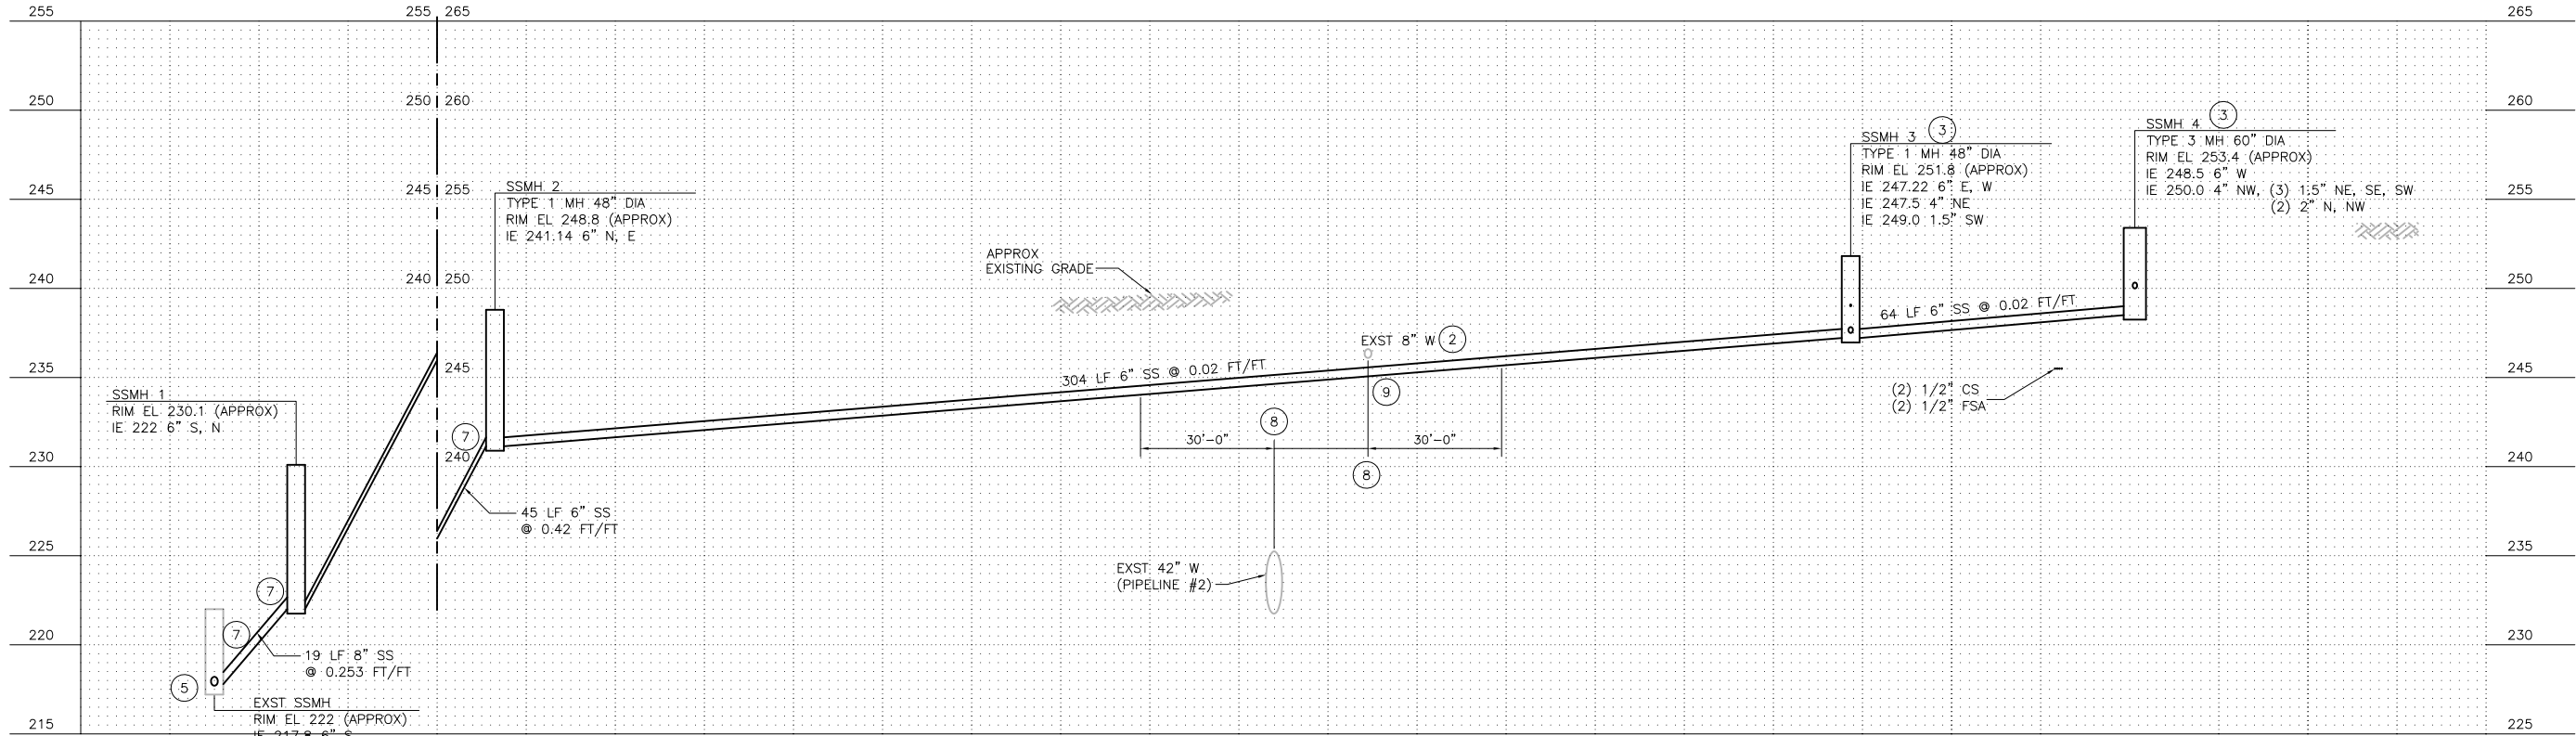 255
255
265
265
250
250
260
260
245
245
255
255
240
240
250
250
235
245
245
230
240
240
225
235
220
230
215
225
SSMH 1
RIM EL 230.1 (APPROX)
IE 222 6" S, N
7
7
5
19 LF 8" SS
@ 0.253 FT/FT
EXST SSMH
RIM EL 222 (APPROX)
IE 217.8 6" S
SSMH 2
TYPE 1 MH 48" DIA
RIM EL 248.8 (APPROX)
IE 241.14 6" N, E
7
45 LF 6" SS
@ 0.42 FT/FT
APPROX
EXISTING GRADE
304 LF 6" SS @ 0.02 FT/FT
EXST 8" W
2
9
8
30'-0"
30'-0"
8
EXST 42" W
(PIPELINE #2)
SSMH 3
3
TYPE 1 MH 48" DIA
RIM EL 251.8 (APPROX)
IE 247.22 6" E, W
IE 247.5 4" NE
IE 249.0 1.5" SW
64 LF 6" SS @ 0.02 FT/FT
(2) 1/2" CS
(2) 1/2" FSA
SSMH 4
3
TYPE 3 MH 60" DIA
RIM EL 253.4 (APPROX)
IE 248.5 6" W
IE 250.0 4" NW, (3) 1.5" NE, SE, SW
(2) 2" N, NW